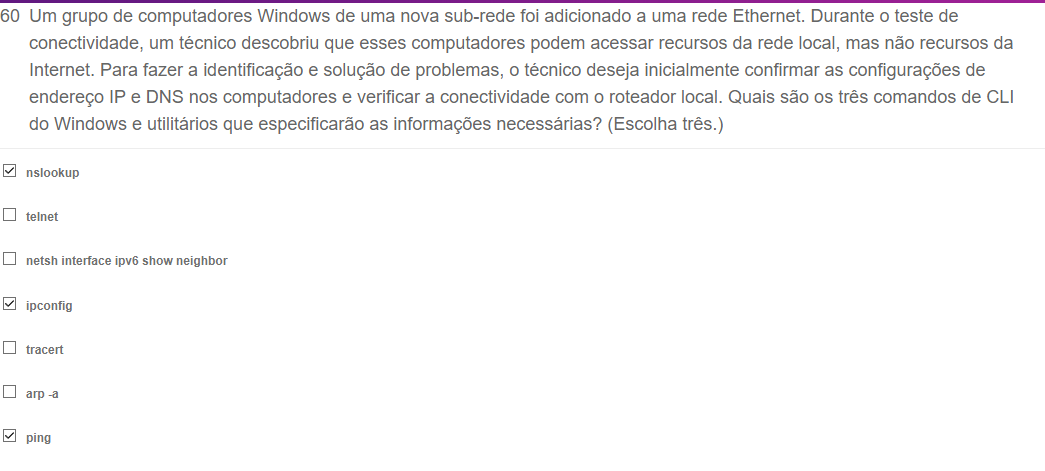 60 Um grupo de computadores Windows de uma nova sub-rede foi adicionado a uma rede Ethernet. Durante o teste de
conectividade, um técnico descobriu que esses computadores podem acessar recursos da rede local, mas não recursos da
Internet. Para fazer a identificação e solução de problemas, o técnico deseja inicialmente confirmar as configurações de
endereço IP e DNS nos computadores e verificar a conectividade com o roteador local. Quais são os três comandos de CLI
do Windows e utilitários que especificarão as informações necessárias? (Escolha três.)
nslookup
telnet
netsh interface ipv6 show neighbor
ipconfig
tracert
arp -a
ping